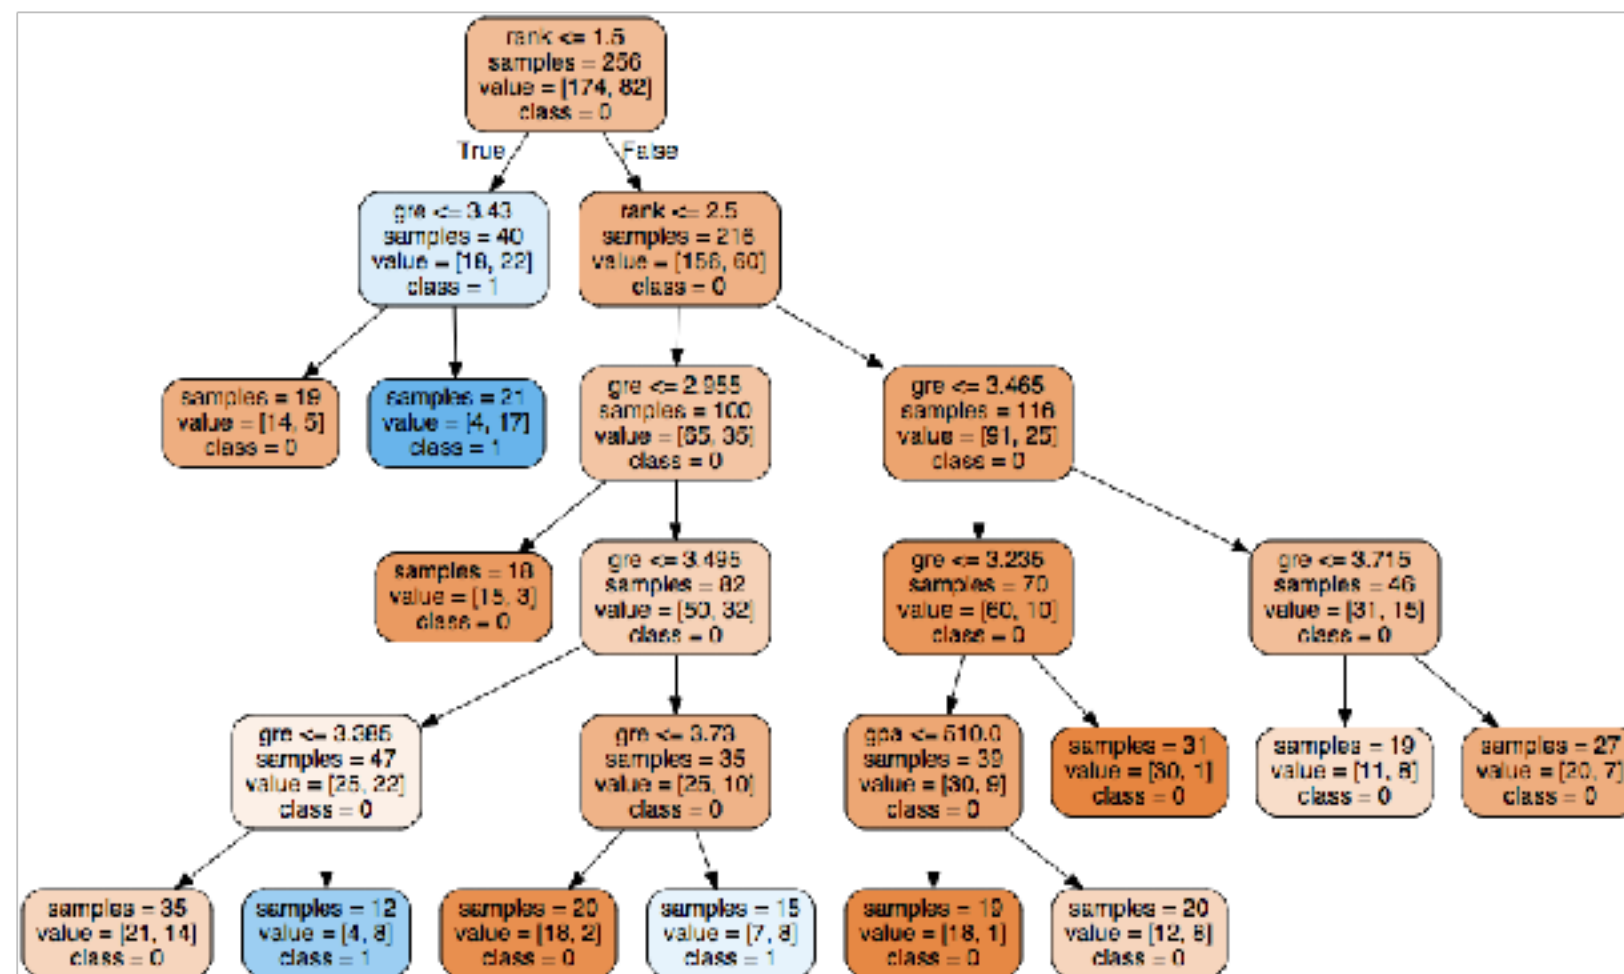 rank <= 1.5
samples = 256
value = [174, 82]
class = 0
True
False
gre <= 3.43
samples = 40
value = [18, 22]
class = 1
rank <= 2.5
samples = 216
value = [156, 60]
class = 0
samples = 19
value = [14, 5]
class = 0
samples = 21
value = [4, 17]
class = 1
gre <= 2.955
samples = 100
value = [65, 35]
class = 0
gre <= 3.465
samples = 116
value = [91, 25]
class = 0
samples = 18
value = [15, 3]
class = 0
gre <= 3.495
samples = 82
value = [50, 32]
class = 0
gre <= 3.235
samples = 70
value = [60, 10]
class = 0
gre <= 3.715
samples = 46
value = [31, 15]
class = 0
gre <= 3.385
samples = 47
value = [25, 22]
class = 0
gre <= 3.73
samples = 35
value = [25, 10]
class = 0
gpa <= 510.0
samples = 39
value = [30, 9]
class = 0
samples = 31
value = [30, 1]
class = 0
samples = 19
value = [11, 8]
class = 0
samples = 27
value = [20, 7]
class = 0
samples = 35
value = [21, 14]
class = 0
samples = 12
value = [4, 8]
class = 1
samples = 20
value = [18, 2]
class = 0
samples = 15
value = [7, 8]
class = 1
samples = 19
value = [18, 1]
class = 0
samples = 20
value = [12, 8]
class = 0